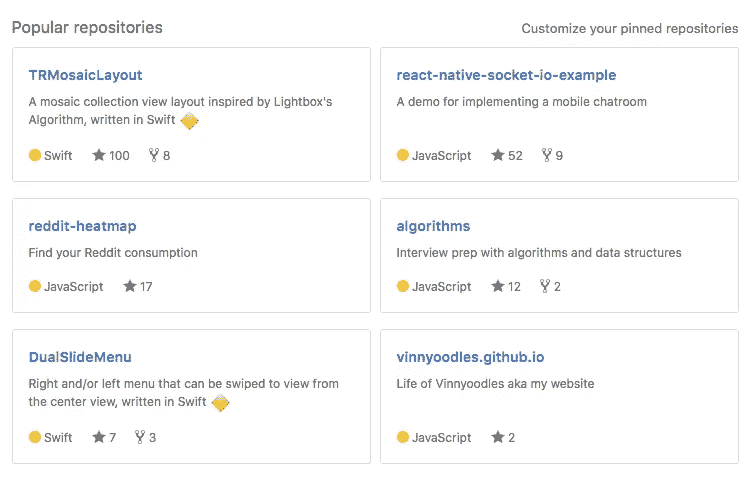 Popular repositories
Customize your pinned repositories
TRMosaicLayout
A mosaic collection view layout inspired by Lightbox's
Algorithm, written in Swift
Swift 100 8
react-native-socket-io-example
A demo for implementing a mobile chatroom
JavaScript 52 9
reddit-heatmap
Find your Reddit consumption
JavaScript 17
algorithms
Interview prep with algorithms and data structures
JavaScript 12 2
DualSlideMenu
Right and/or left menu that can be swiped to view from
the center view, written in Swift
Swift 7 3
vinnyoodles.github.io
Life of Vinnyoodles aka my website
JavaScript 2